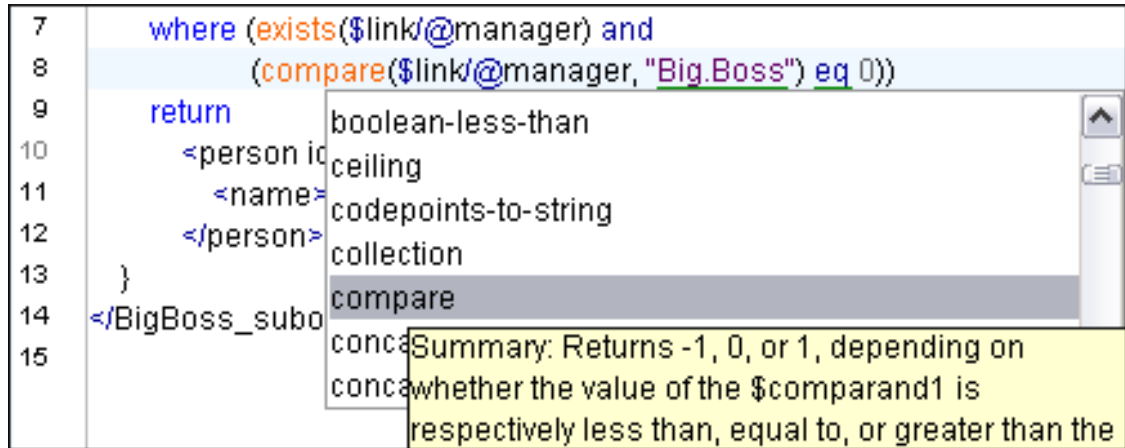 7 where (exists($link/@manager) and
8 (compare($link/@manager, "Big.Boss") eq 0))
9 return
10 <person
11 <name>
12 </person>
13 }
14 </BigBoss_subo
15
boolean-less-than
ceiling
codepoints-to-string
collection
compare
conca
conca
Summary: Returns -1, 0, or 1, depending on
whether the value of the $comparand1 is
respectively less than, equal to, or greater than the